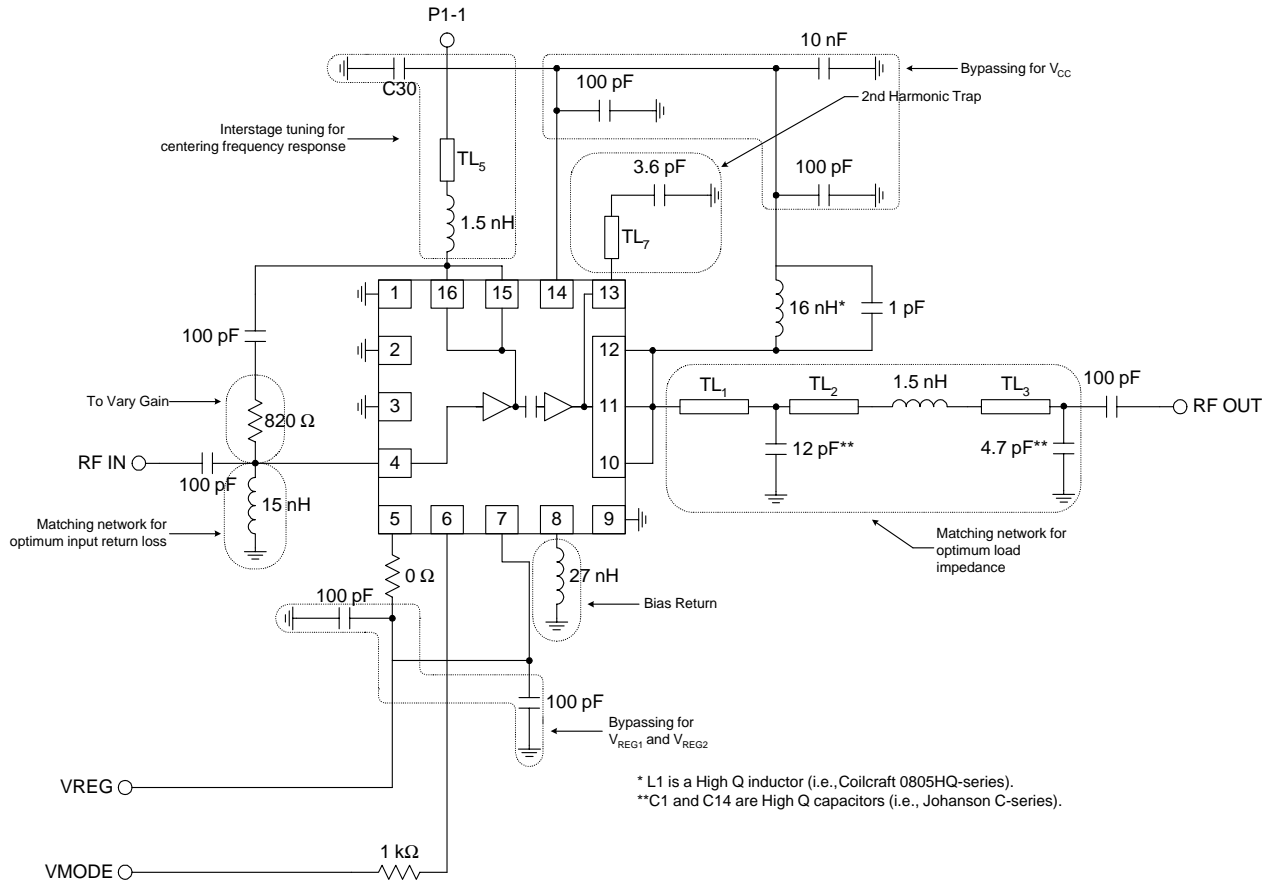 P1-1
10 nF
Bypassing for VCC
C30
100 pF
2nd Harmonic Trap
Interstage tuning for
centering frequency response
TL5
3.6 pF
100 pF
1.5 nH
TL7
1
16
15
14
13
16 nH*
1 pF
100 pF
2
12
TL1
TL2
1.5 nH
TL3
100 pF
To Vary Gain
820 Ω
3
11
RF OUT
RF IN
100 pF
4
10
12 pF**
4.7 pF**
15 nH
Matching network for
optimum input return loss
5
6
7
8
9
Matching network for
optimum load
impedance
0 Ω
27 nH
100 pF
Bias Return
100 pF
Bypassing for
VREG1 and VREG2
VREG
* L1 is a High Q inductor (i.e.,Coilcraft 0805HQ-series).
**C1 and C14 are High Q capacitors (i.e., Johanson C-series).
1 kΩ
VMODE